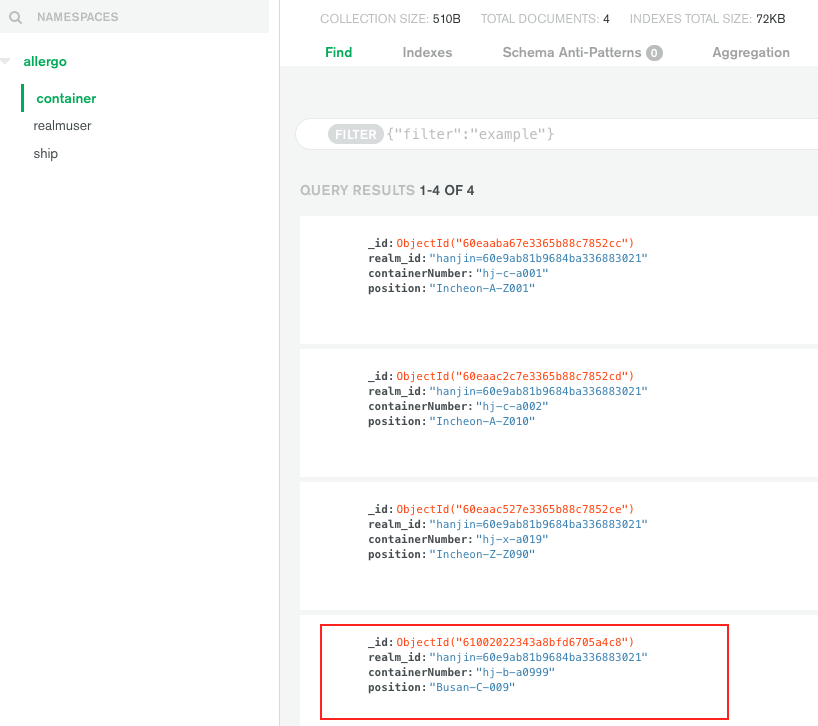 NAMESPACES
allergo
container
realmuser
ship
COLLECTION SIZE: 510B TOTAL DOCUMENTS: 4 INDEXES TOTAL SIZE: 72KB
Find Indexes Schema Anti-Patterns 0 Aggregation
FILTER {"filter":"example"}
QUERY RESULTS 1-4 OF 4
_id: ObjectId("60eaaba67e3365b88c7852cc")
realm_id: "hanjin=60e9ab81b9684ba336883021"
containerNumber: "hj-c-a001"
position: "Incheon-A-Z001"
_id: ObjectId("60eaac2c7e3365b88c7852cd")
realm_id: "hanjin=60e9ab81b9684ba336883021"
containerNumber: "hj-c-a002"
position: "Incheon-A-Z010"
_id: ObjectId("60eaac527e3365b88c7852ce")
realm_id: "hanjin=60e9ab81b9684ba336883021"
containerNumber: "hj-x-a019"
position: "Incheon-Z-Z090"
_id: ObjectId("61002022343a8bfd6705a4c8")
realm_id: "hanjin=60e9ab81b9684ba336883021"
containerNumber: "hj-b-a0999"
position: "Busan-C-009"